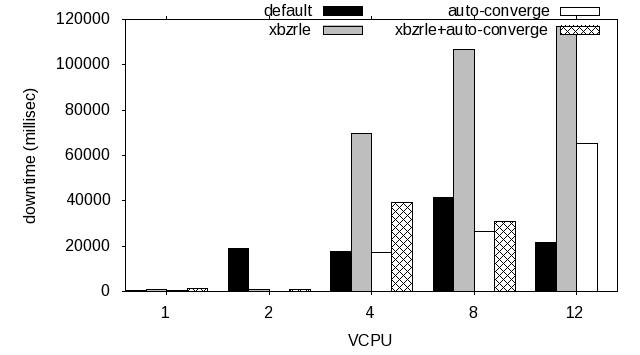 default
auto-converge
xbzrle
xbzrle+auto-converge
120000
100000
80000
60000
40000
20000
0
downtime (millisec)
1
2
4
8
12
VCPU